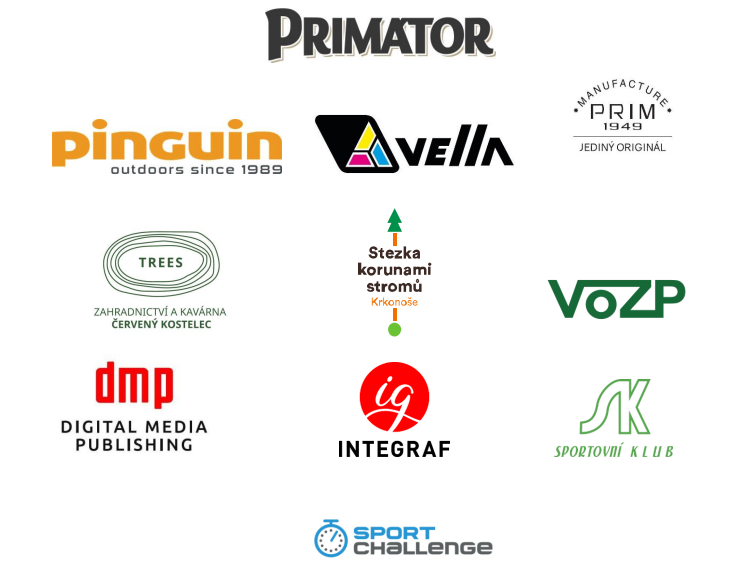 PRIMÁTOR
pinguin
outdoors since 1989
Vella
MANUFACTURE
PRIM
1949
JEDINÝ ORIGINÁL
TREES
ZAHRADNICTVÍ A KAVÁRNA
ČERVENÝ KOSTELEC
Stezka
korunami
stromů
Krkonoše
VoZP
dmp
DIGITAL MEDIA
PUBLISHING
ig
INTEGRAF
SK
SPORTOVNÍ KLUB
SPORT
CHallenge